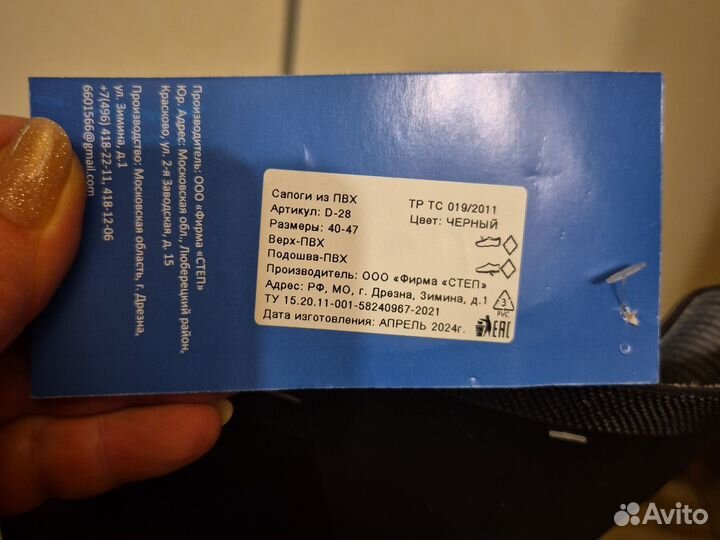 Производитель: ООО «Фирма «СТЕП»
Юр. Адрес: Московская обл., Люберецкий район,
Красково, ул. 2-я Заводская, д. 15
Производство: Московская область, г. Дрезна,
ул. Зимина, д.1
+7(496) 418-22-11, 418-12-06
6601566@gmail.com
Сапоги из ПВХ
ТР ТС 019/2011
Артикул: D-28
Цвет: ЧЕРНЫЙ
Размеры: 40-47
Верх-ПВХ
Подошва-ПВХ
Производитель: ООО «Фирма «СТЕП»
Адрес: РФ, МО, г. Дрезна, Зимина, д.1
ТУ 15.20.11-001-58240967-2021
Дата изготовления: АПРЕЛЬ 2024г.
3
PVC
EAC
Avito